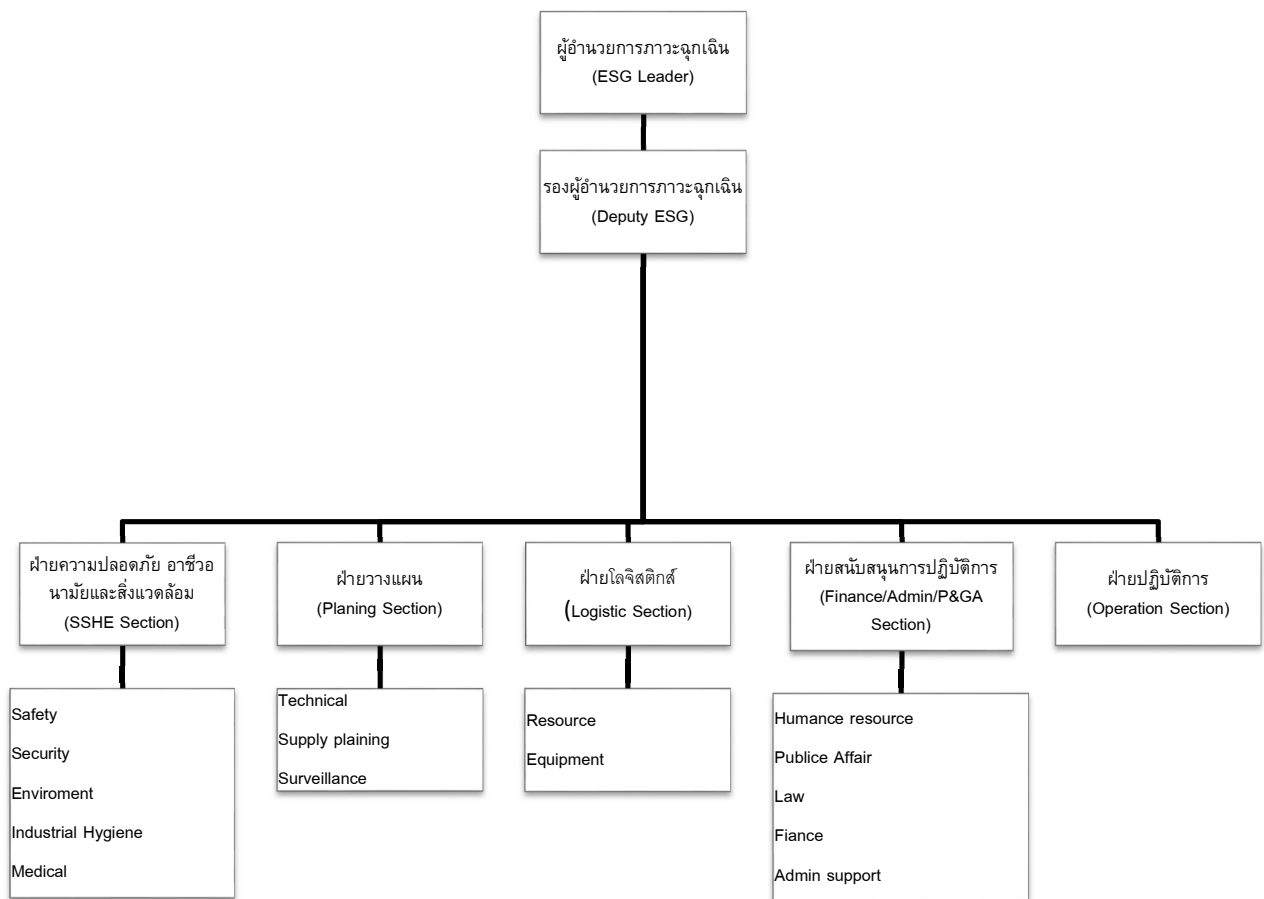 ผู้อำนวยการภาวะฉุกเฉิน
(ESG Leader)
รองผู้อำนวยการภาวะฉุกเฉิน
(Deputy ESG)
ฝ่ายความปลอดภัย อาชีวอ
นามัยและสิ่งแวดล้อม
(SSHE Section)
ฝ่ายวางแผน
(Planing Section)
ฝ่ายโลจิสติกส์
(Logistic Section)
ฝ่ายสนับสนุนการปฏิบัติการ
(Finance/Admin/P&GA
Section)
ฝ่ายปฏิบัติการ
(Operation Section)
Safety
Security
Enviroment
Industrial Hygiene
Medical
Technical
Supply plaining
Surveillance
Resource
Equipment
Humance resource
Publice Affair
Law
Fiance
Admin support